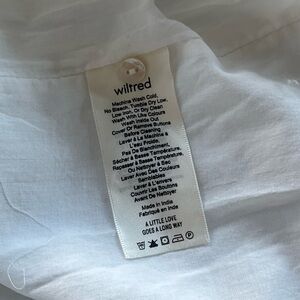 wilfred
Machine Wash Cold,
No Bleach, Tumble Dry Low,
Low Iron, Or Dry Clean
Wash With Like Colours
Wash Inside Out
Cover Or Remove Buttons
Before Cleaning
Laver À La Machine À
L'eau Froide,
Pas De Blanchiment,
Sécher À Basse Température,
Repasser À Basse Température,
Ou Nettoyer À Sec
Laver Avec Des Couleurs
Semblables
Laver À L'envers
Couvrir Les Boutons
Avant De Nettoyer
Made in India
Fabriqué en Inde
A LITTLE LOVE
GOES A LONG WAY